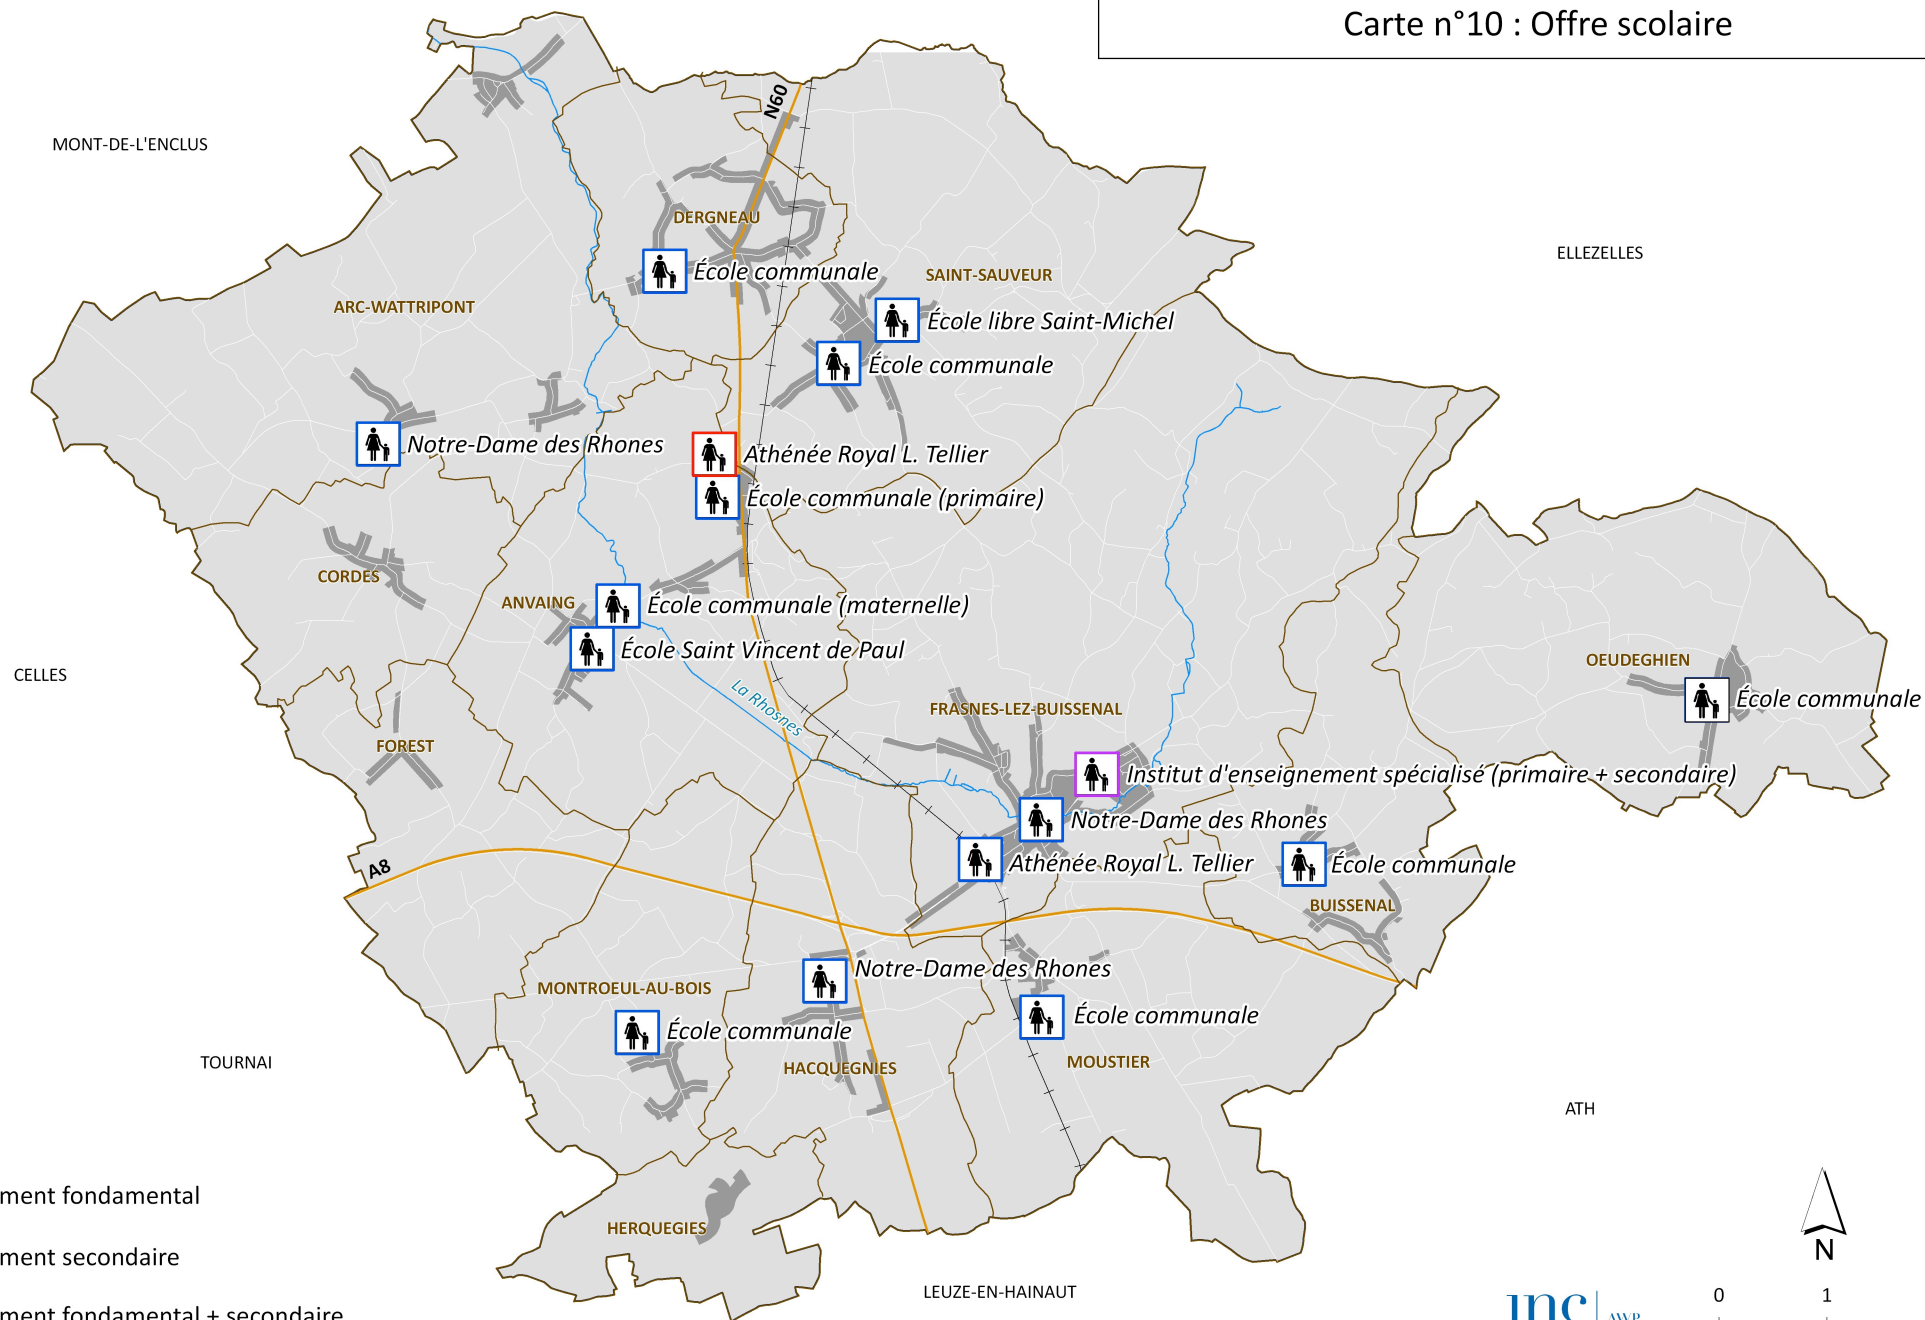 Carte n°10 : Offre scolaire
N60
MONT-DE-L'ENCLUS
DERGNEAU
ELLEZELLES
École communale
SAINT-SAUVEUR
ARC-WATTRIPONT
École libre Saint-Michel
École communale
Notre-Dame des Rhones
Athénée Royal L. Tellier
École communale (primaire)
CORDES
ANVAING
École communale (maternelle)
École Saint Vincent de Paul
CELLES
OEUDEGHIEN
École communale
La Rhosnes
FRASNES-LEZ-BUISSENAL
FOREST
Institut d'enseignement spécialisé (primaire + secondaire)
Notre-Dame des Rhones
Athénée Royal L. Tellier
École communale
A8
BUISSENAL
Notre-Dame des Rhones
MONTROEUL-AU-BOIS
École communale
École communale
TOURNAI
HACQUEGNIES
MOUSTIER
ATH
ment fondamental
HERQUEGIES
ment secondaire
N
LEUZE-EN-HAINAUT
0 1
ment fondamental + secondaire